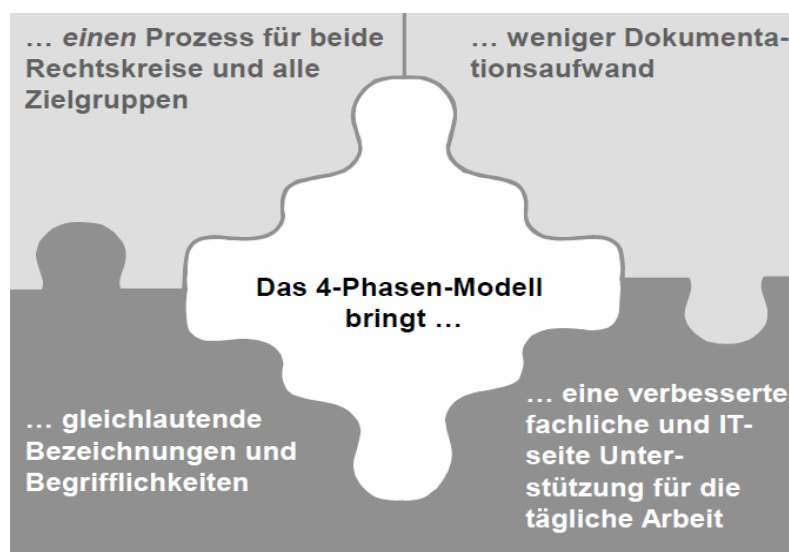 … einen Prozess für beide
Rechtskreise und alle
Zielgruppen
… weniger Dokumenta-
tionsaufwand
Das 4-Phasen-Modell
bringt …
… gleichlautende
Bezeichnungen und
Begrifflichkeiten
… eine verbesserte
fachliche und IT-
seite Unter-
stützung für die
tägliche Arbeit